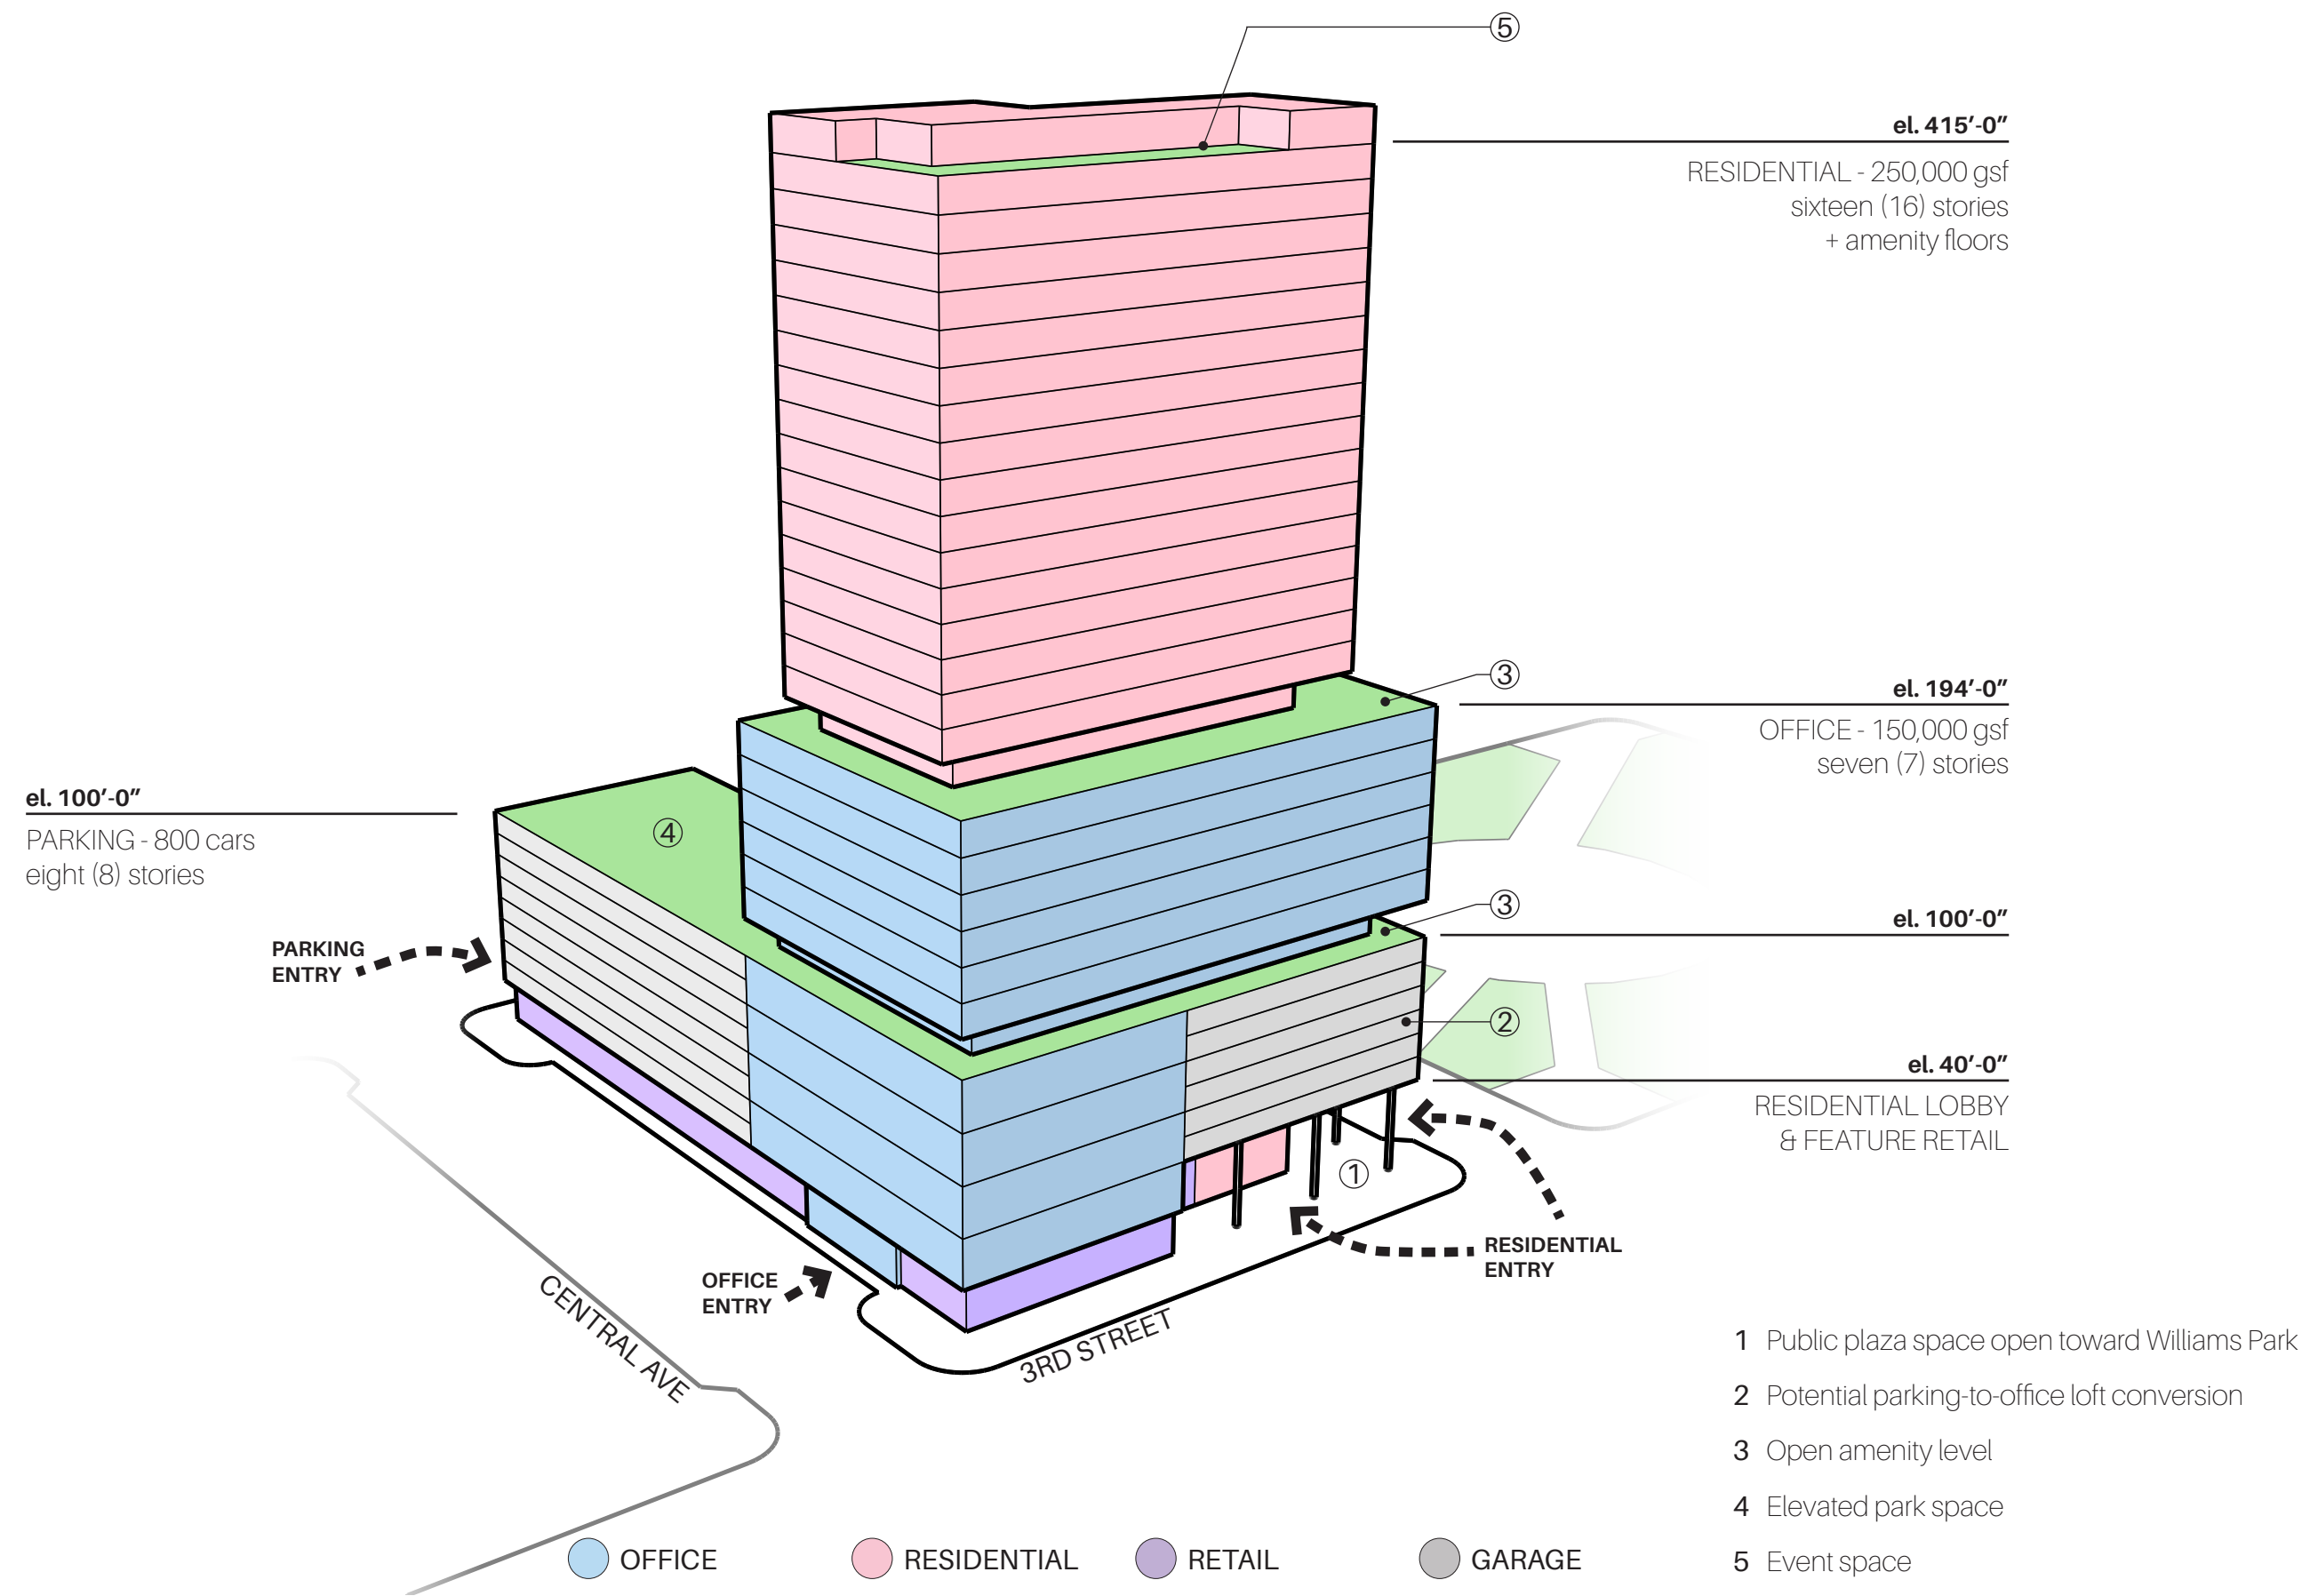 5
el. 415’-0”
RESIDENTIAL - 250,000 gsf
sixteen (16) stories
+ amenity floors
3
el. 194’-0”
OFFICE - 150,000 gsf
seven (7) stories
el. 100’-0”
PARKING - 800 cars
eight (8) stories
4
3
el. 100’-0”
PARKING
ENTRY
2
el. 40’-0”
RESIDENTIAL LOBBY
& FEATURE RETAIL
1
RESIDENTIAL
ENTRY
OFFICE
ENTRY
CENTRAL AVE
3RD STREET
1 Public plaza space open toward Williams Park
2 Potential parking-to-office loft conversion
3 Open amenity level
4 Elevated park space
5 Event space
OFFICE
RESIDENTIAL
RETAIL
GARAGE